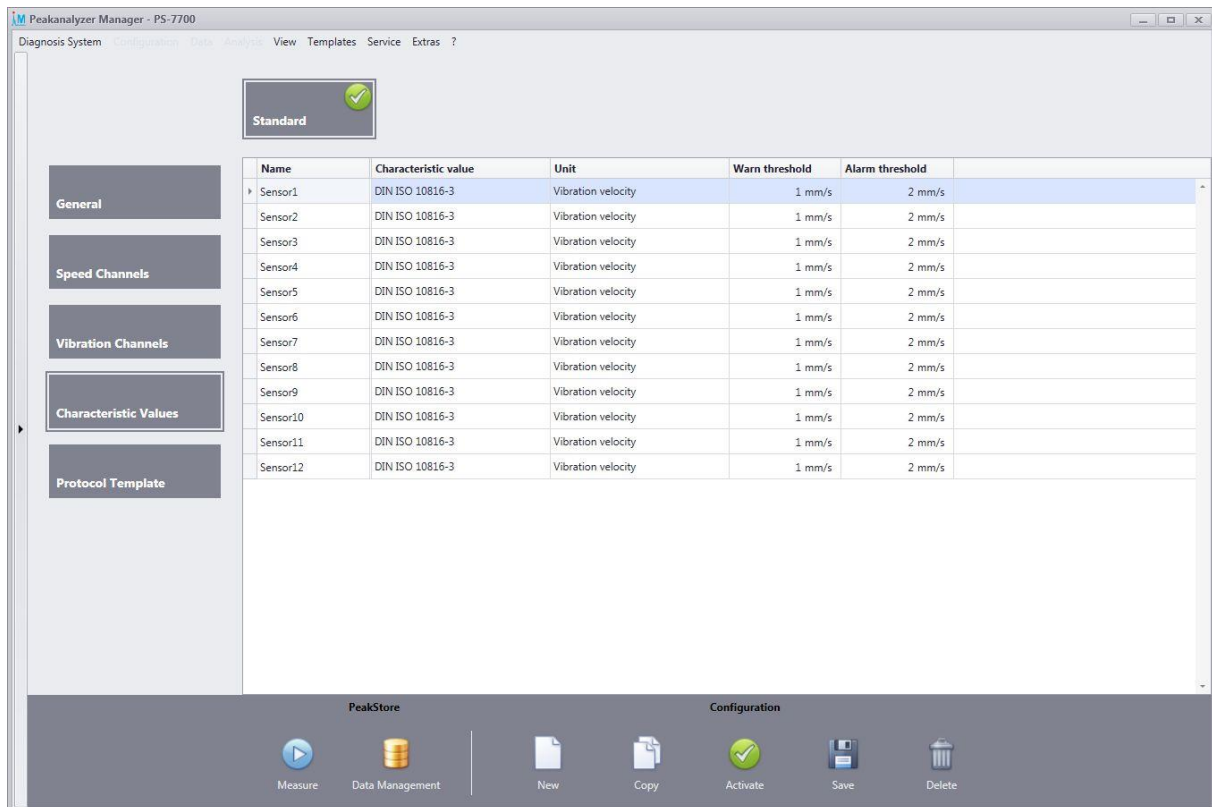 Peakanalyzer Manager - PS-7700
Diagnosis System Configuration Data Analysis View Templates Service Extras ?
Standard
General
Speed Channels
Vibration Channels
Characteristic Values
Protocol Template
Name Characteristic value Unit Warn threshold Alarm threshold
Sensor1 DIN ISO 10816-3 Vibration velocity 1 mm/s 2 mm/s
Sensor2 DIN ISO 10816-3 Vibration velocity 1 mm/s 2 mm/s
Sensor3 DIN ISO 10816-3 Vibration velocity 1 mm/s 2 mm/s
Sensor4 DIN ISO 10816-3 Vibration velocity 1 mm/s 2 mm/s
Sensor5 DIN ISO 10816-3 Vibration velocity 1 mm/s 2 mm/s
Sensor6 DIN ISO 10816-3 Vibration velocity 1 mm/s 2 mm/s
Sensor7 DIN ISO 10816-3 Vibration velocity 1 mm/s 2 mm/s
Sensor8 DIN ISO 10816-3 Vibration velocity 1 mm/s 2 mm/s
Sensor9 DIN ISO 10816-3 Vibration velocity 1 mm/s 2 mm/s
Sensor10 DIN ISO 10816-3 Vibration velocity 1 mm/s 2 mm/s
Sensor11 DIN ISO 10816-3 Vibration velocity 1 mm/s 2 mm/s
Sensor12 DIN ISO 10816-3 Vibration velocity 1 mm/s 2 mm/s
PeakStore Configuration
Measure Data Management New Copy Activate Save Delete